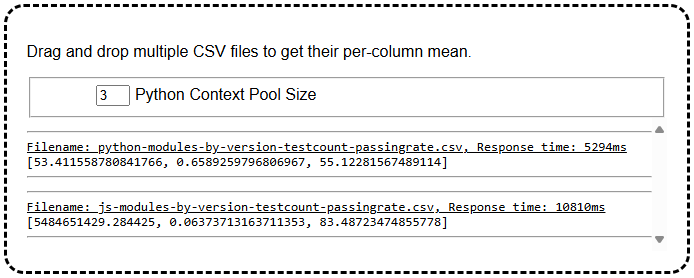 Drag and drop multiple CSV files to get their per-column mean.
3 Python Context Pool Size
Filename: python-modules-by-version-testcount-passingrate.csv, Response time: 5294ms
[53.411558780841766, 0.6589259796806967, 55.12281567489114]
Filename: js-modules-by-version-testcount-passingrate.csv, Response time: 10810ms
[5484651429.284425, 0.06373713163711353, 83.48723474855778]